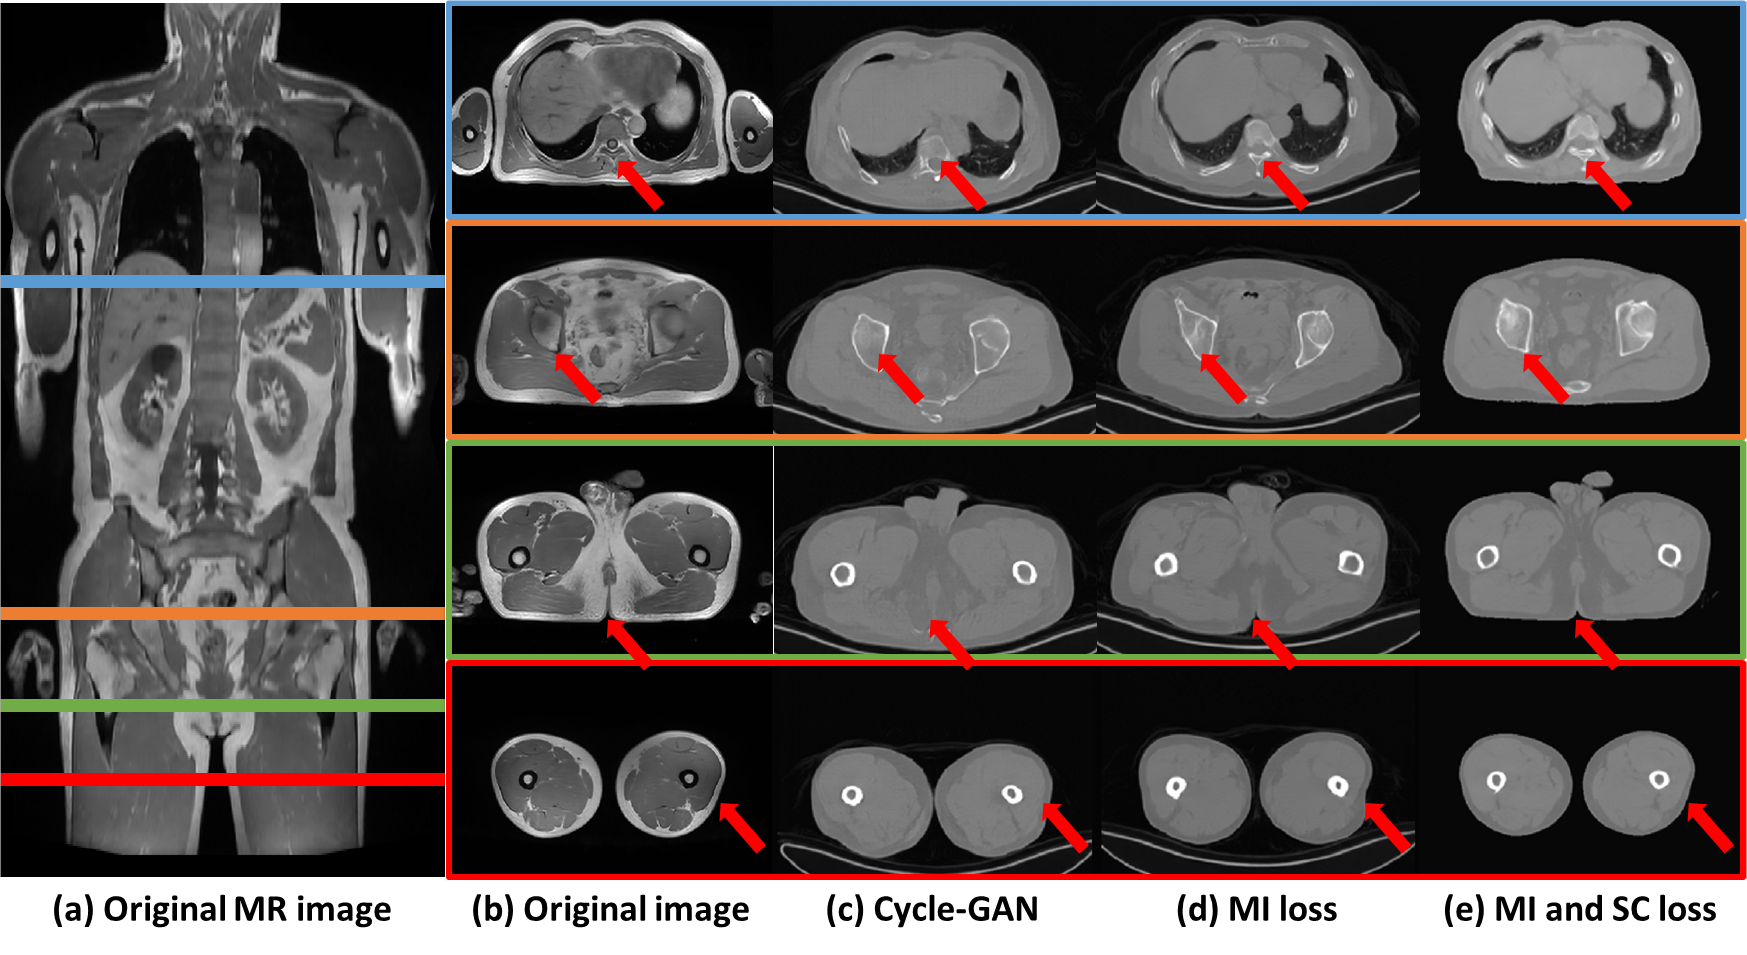 (a) Original MR image
(b) Original image
(c) Cycle-GAN
(d) MI loss
(e) MI and SC loss